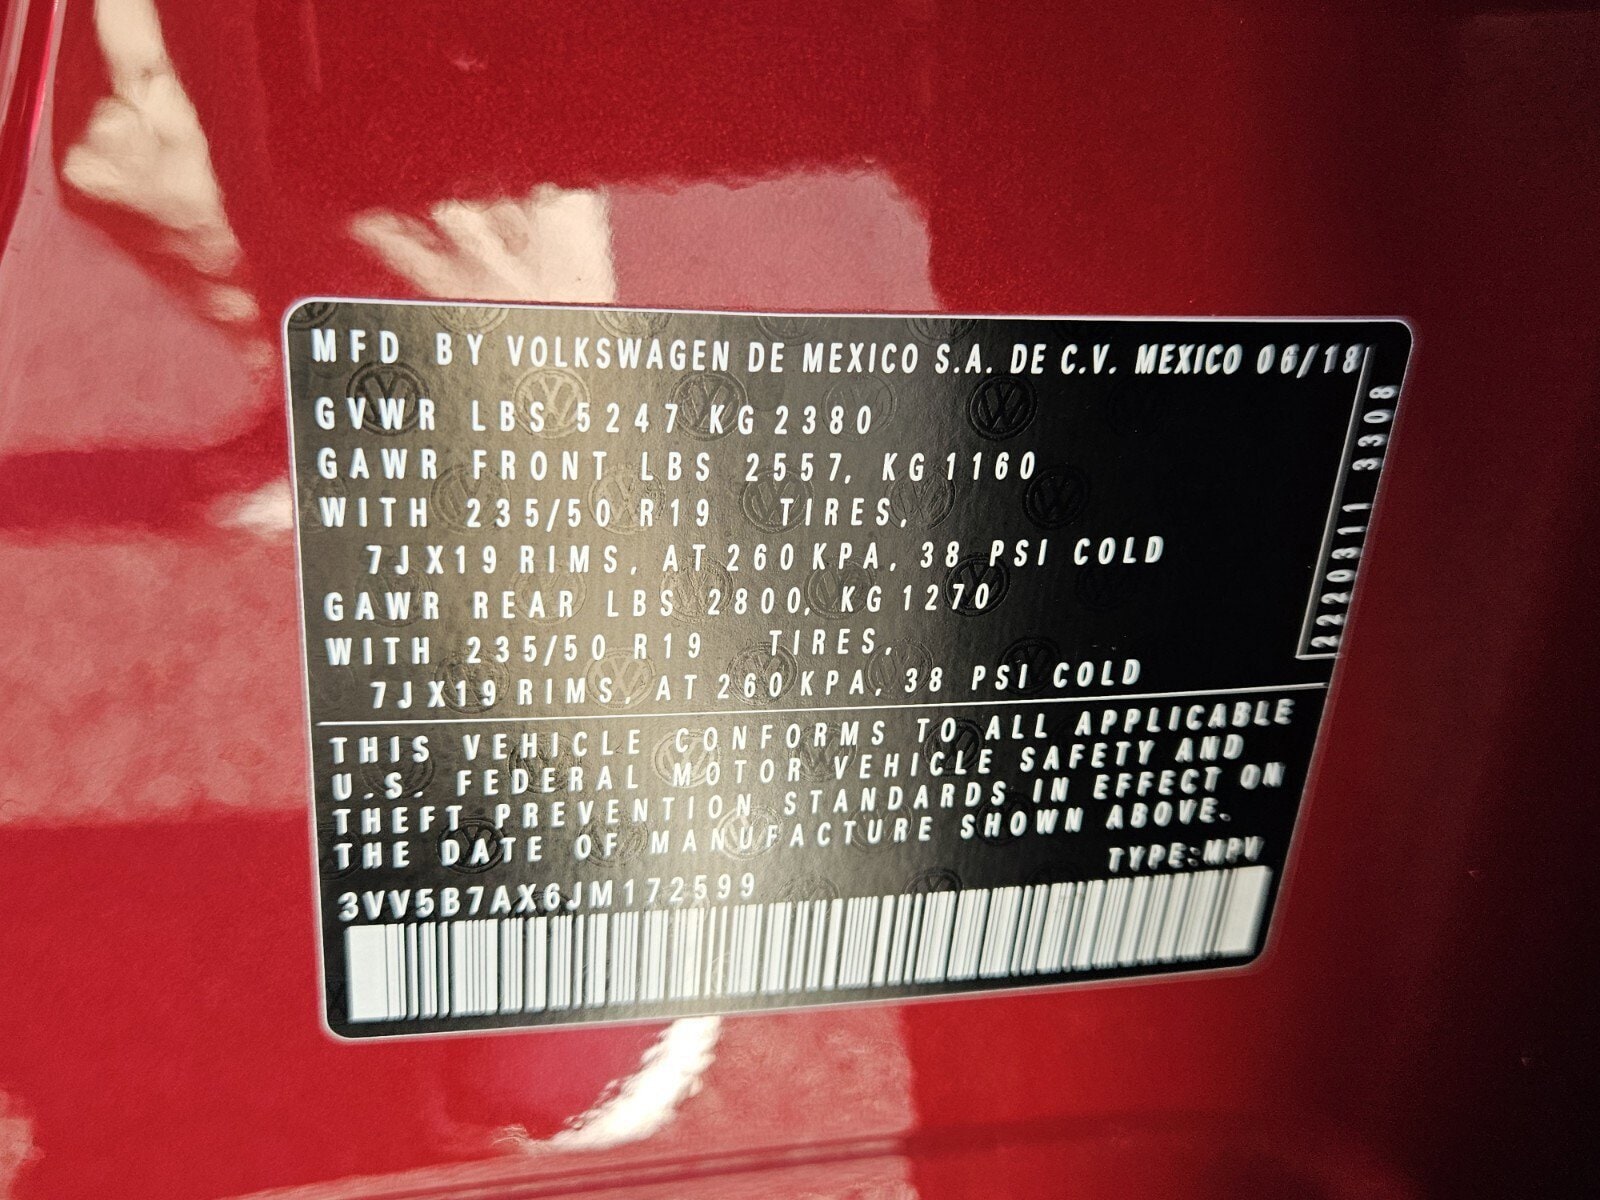 MFD BY VOLKSWAGEN DE MEXICO S.A. DE C.V. MEXICO 06/18
GVWR LBS 5247 KG 2380
GAWR FRONT LBS 2557, KG 1160
WITH 235/50 R19 TIRES,
7JX19 RIMS, AT 260 KPA, 38 PSI COLD
GAWR REAR LBS 2800, KG 1270
WITH 235/50 R19 TIRES,
7JX19 RIMS, AT 260 KPA, 38 PSI COLD
2220311 3308
THIS VEHICLE CONFORMS TO ALL APPLICABLE
U.S. FEDERAL MOTOR VEHICLE SAFETY AND
THEFT PREVENTION STANDARDS IN EFFECT ON
THE DATE OF MANUFACTURE SHOWN ABOVE.
TYPE:MPV
3VV5B7AX6JM172599